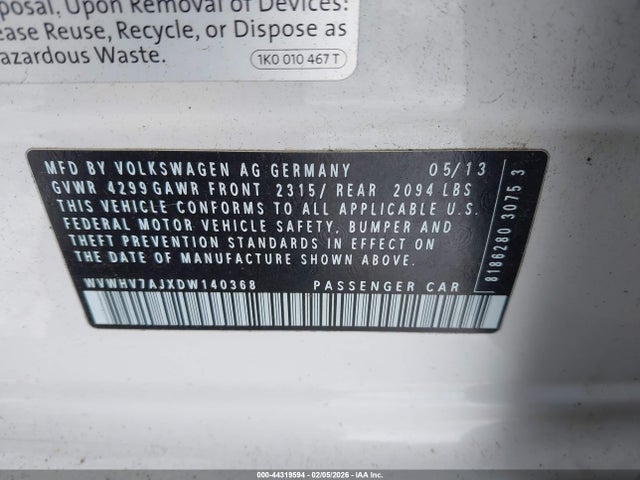 posal, Upon Removal of Devices:
ease Reuse, Recycle, or Dispose as
azardous Waste.
1K0 010 467 T
MFD BY VOLKSWAGEN AG GERMANY 05/13
GVWR 4299 GAWR FRONT 2315/ REAR 2094 LBS
THIS VEHICLE CONFORMS TO ALL APPLICABLE U.S.
FEDERAL MOTOR VEHICLE SAFETY, BUMPER AND
THEFT PREVENTION STANDARDS IN EFFECT ON
THE DATE OF MANUFACTURE SHOWN ABOVE.
WVWHV7AJXDW140368 PASSENGER CAR
8186280 3075 3
000-44319594 - 02/05/2026 - Copyright © IAA, LLC